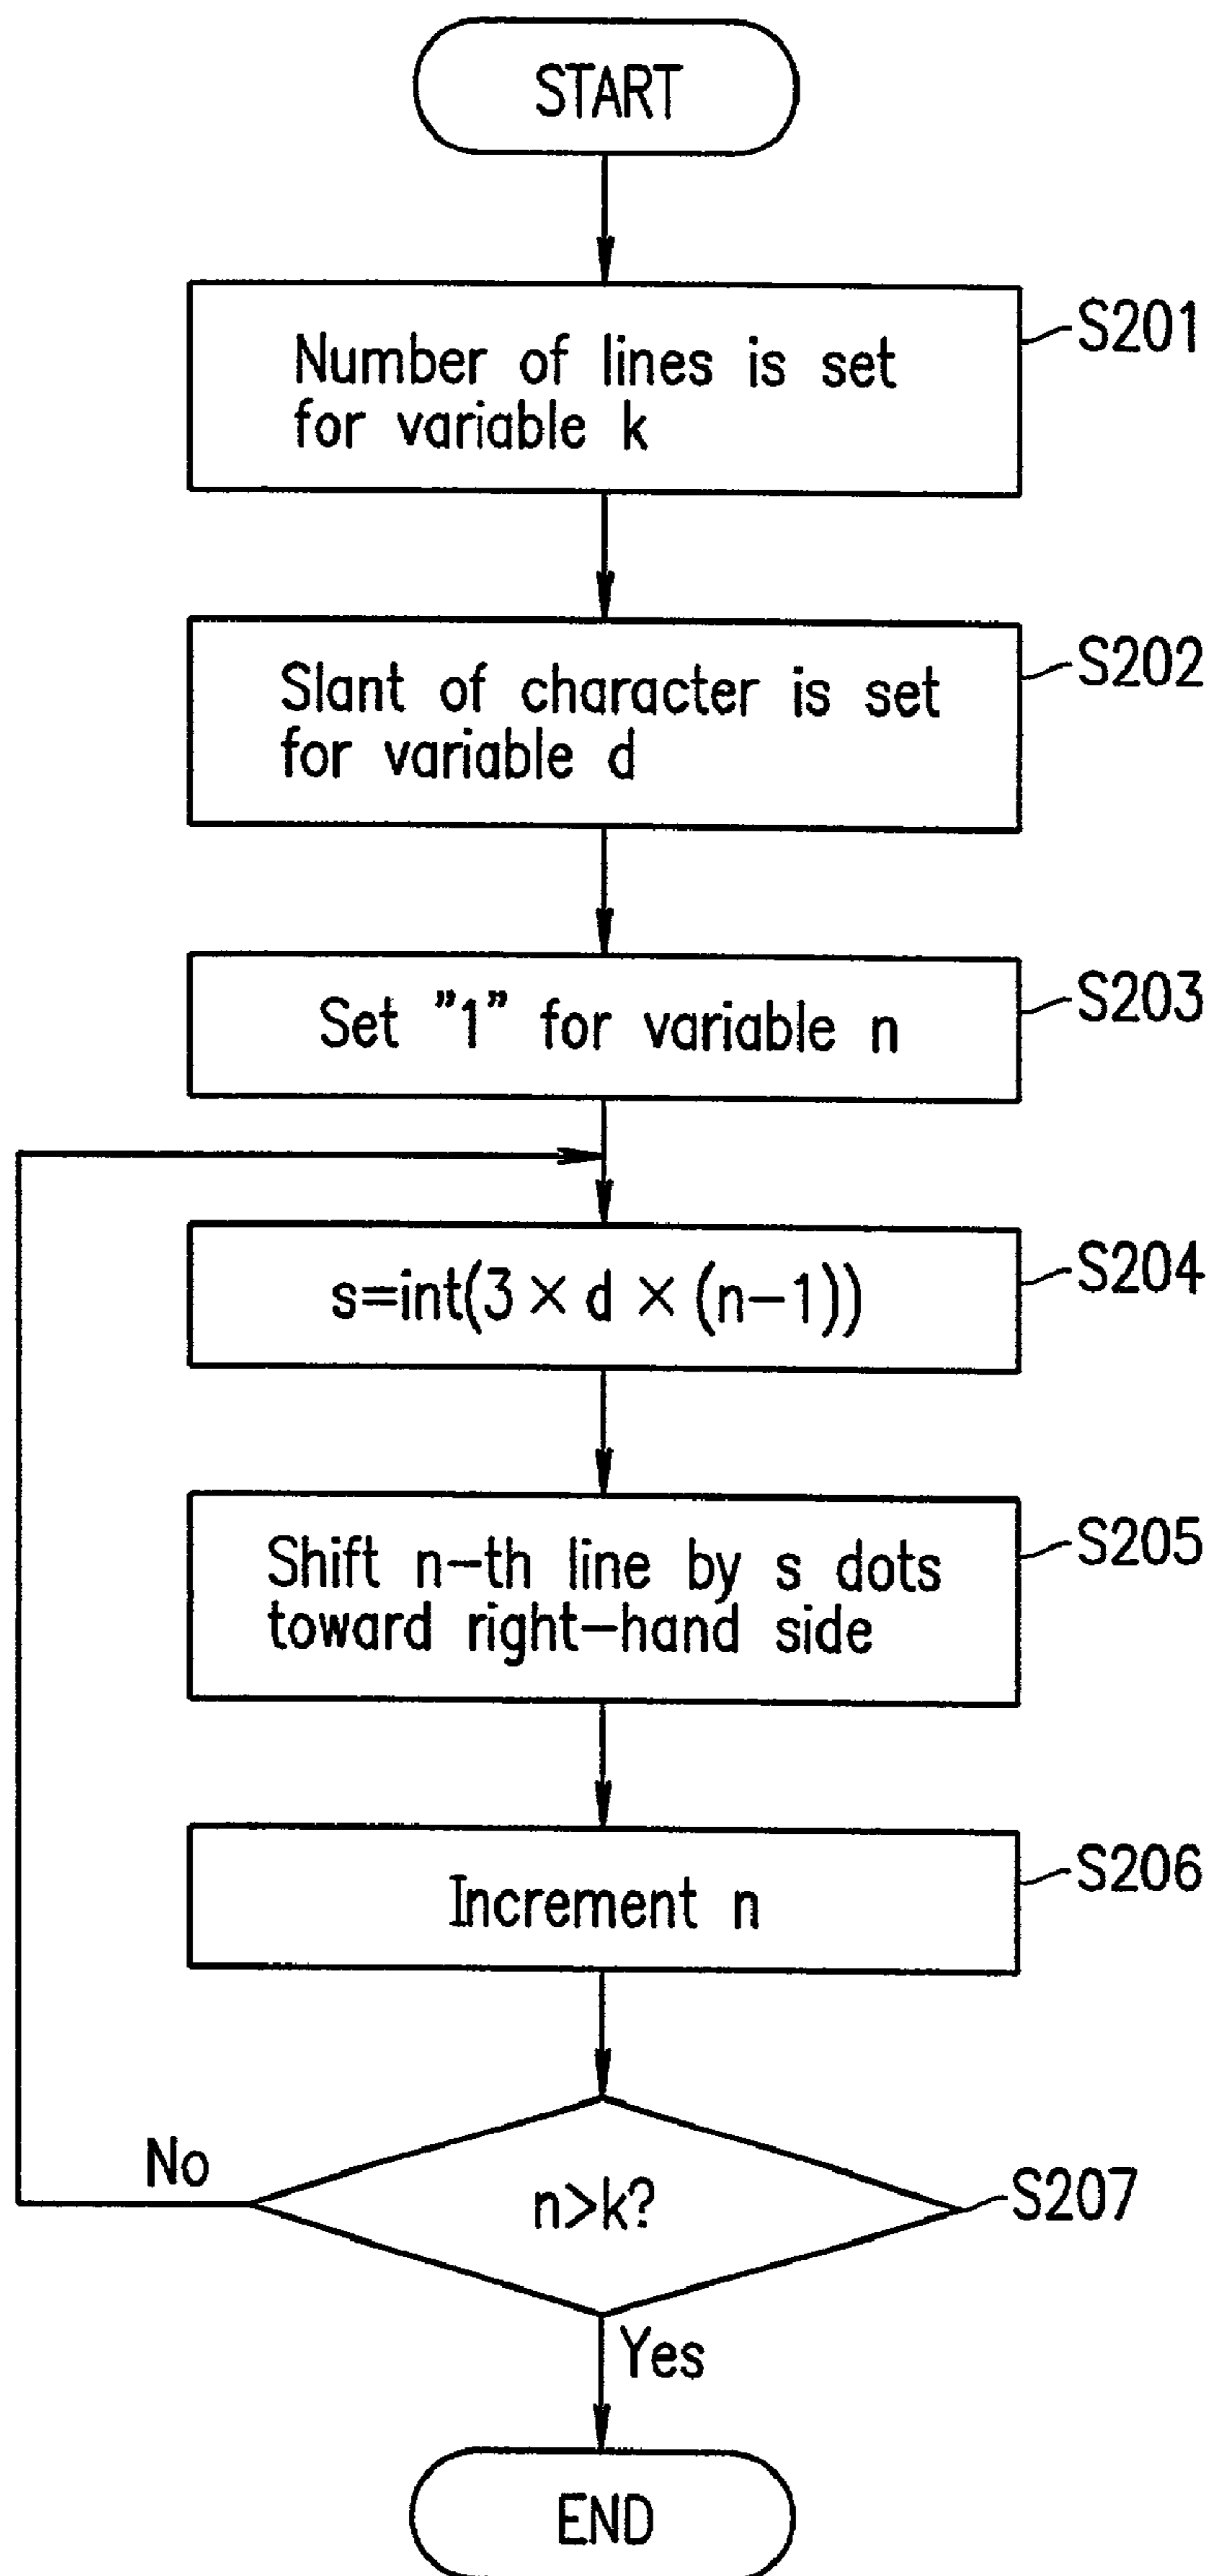 START
Number of lines is set
for variable k
S201
Slant of character is set
for variable d
S202
Set "1" for variable n
S203
s=int(3 × d × (n-1))
S204
Shift n-th line by s dots
toward right-hand side
S205
Increment n
S206
No
n>k?
S207
Yes
END